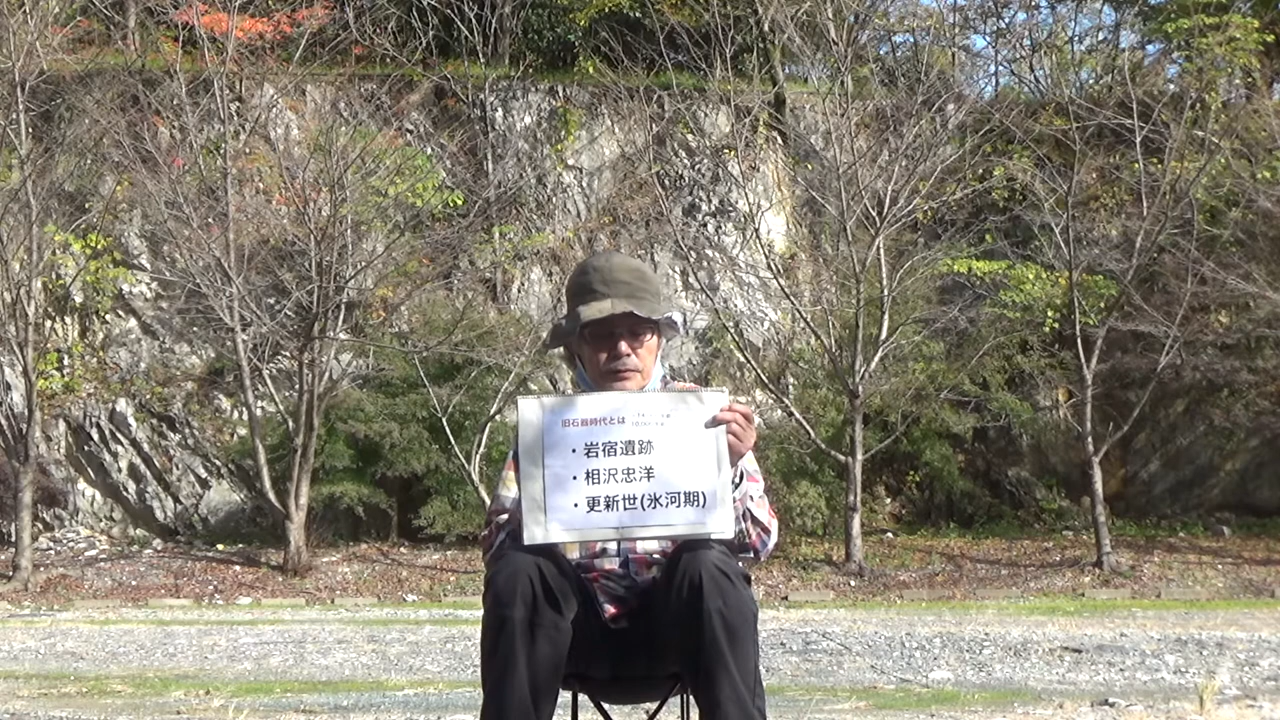 旧石器時代とは
・岩宿遺跡
・相沢忠洋
・更新世(氷河期)